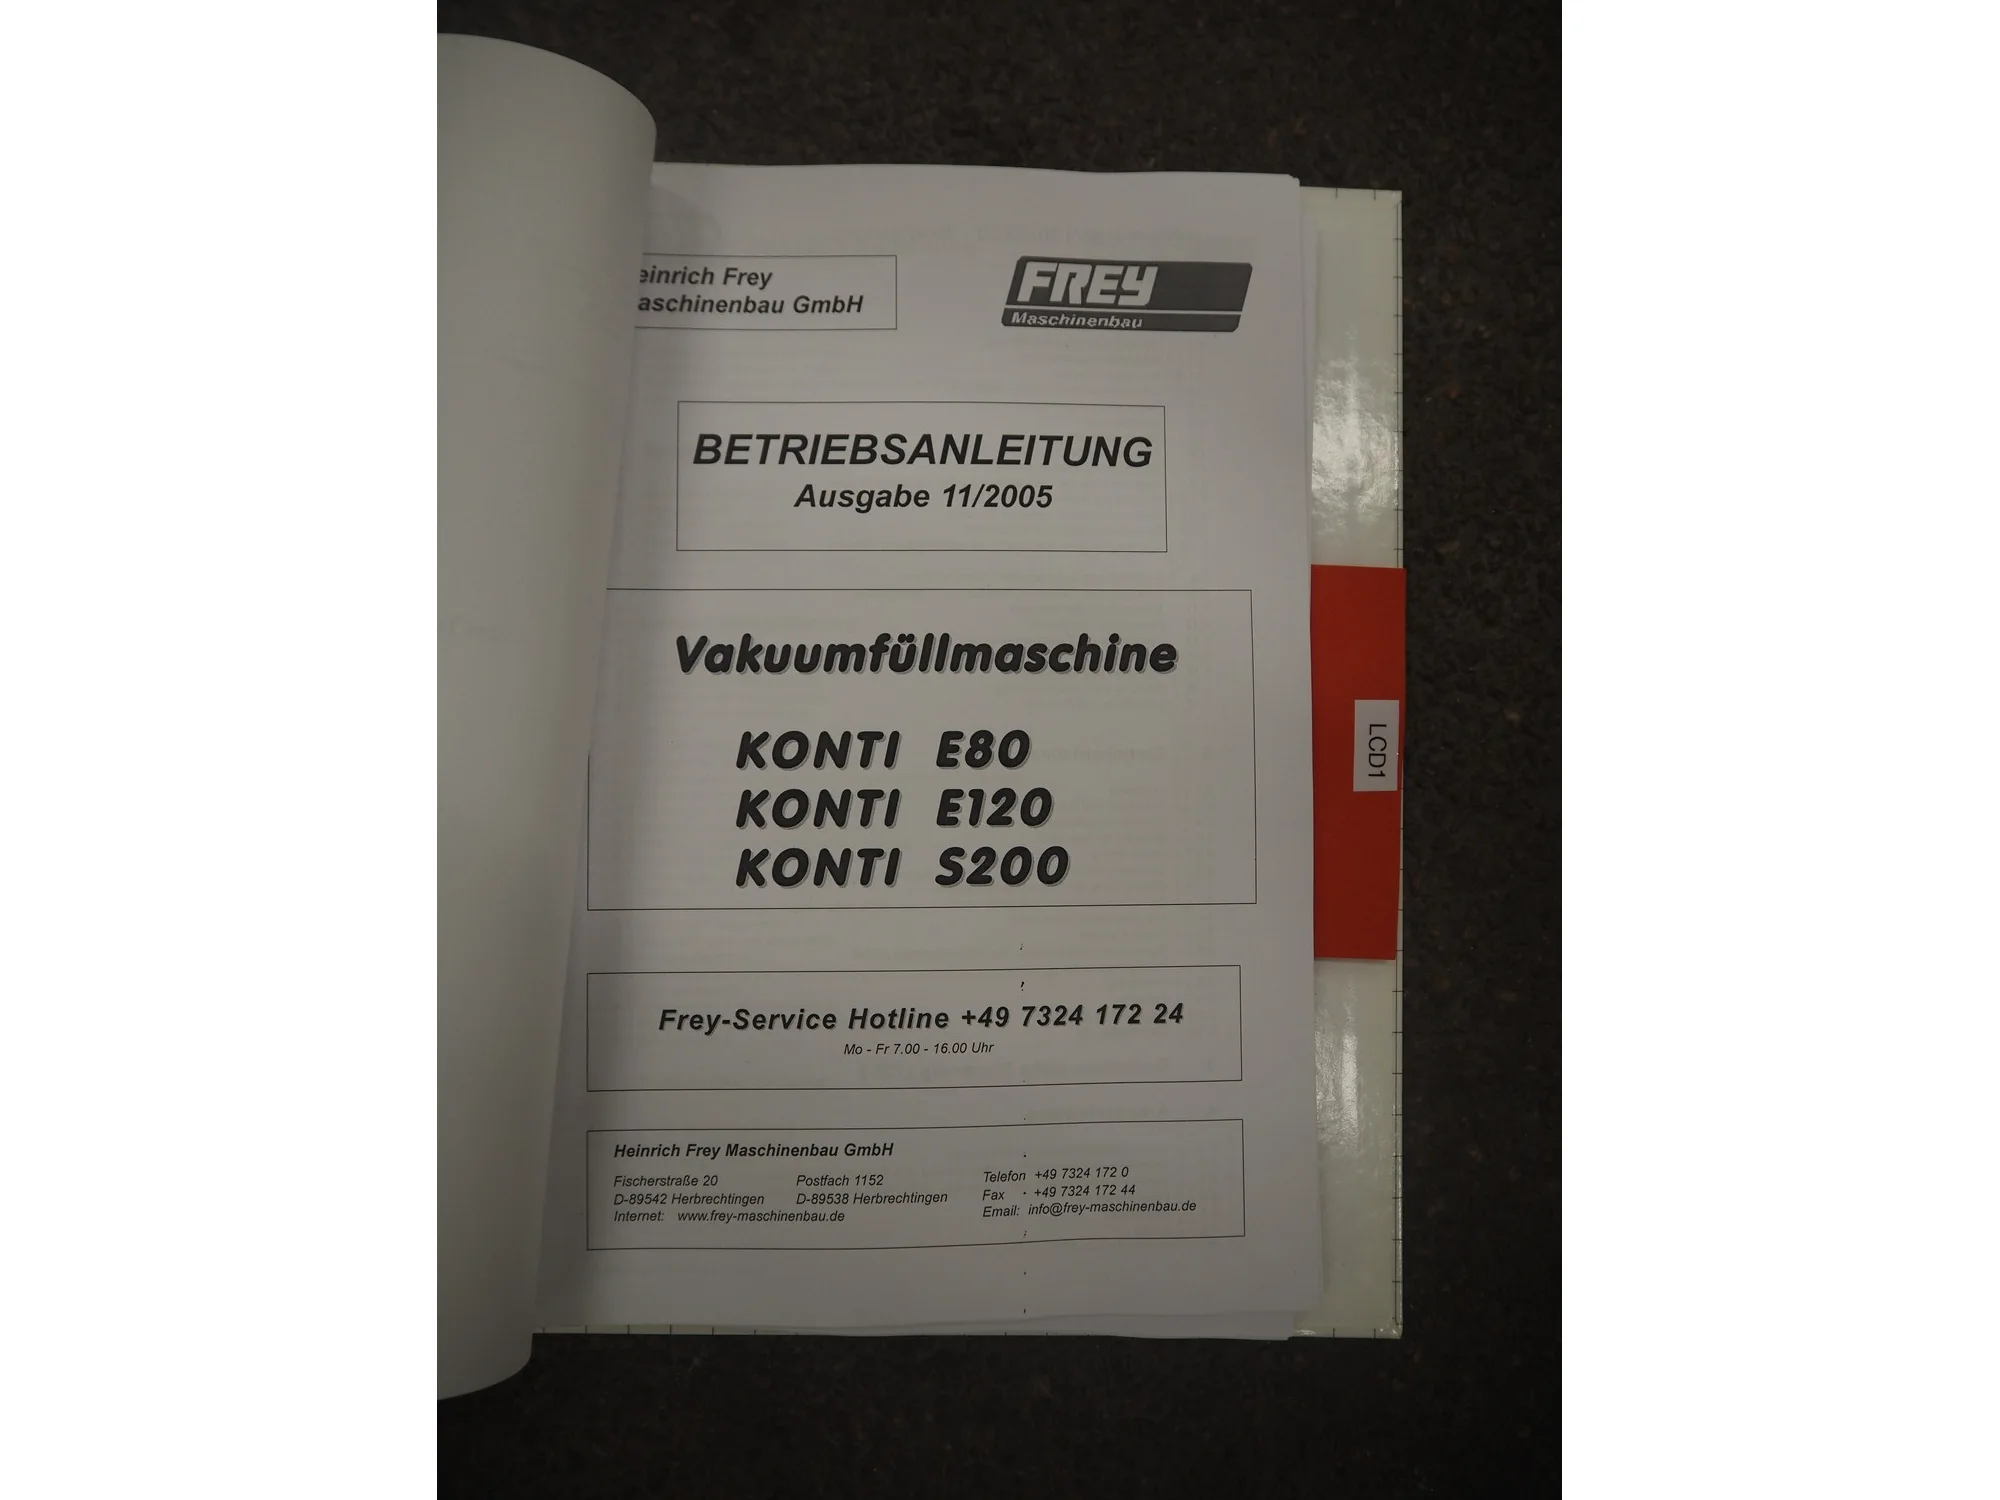 einrich Frey
aschinenbau GmbH
FREY
Maschinenbau
BETRIEBSANLEITUNG
Ausgabe 11/2005
Vakuumfüllmaschine
KONTI E80
KONTI E120
KONTI S200
LCD1
Frey-Service Hotline +49 7324 172 24
Mo - Fr 7.00 - 16.00 Uhr
Heinrich Frey Maschinenbau GmbH
Fischerstraße 20 Postfach 1152 Telefon +49 7324 172 0
D-89542 Herbrechtingen D-89538 Herbrechtingen Fax +49 7324 172 44
Internet: www.frey-maschinenbau.de Email: info@frey-maschinenbau.de